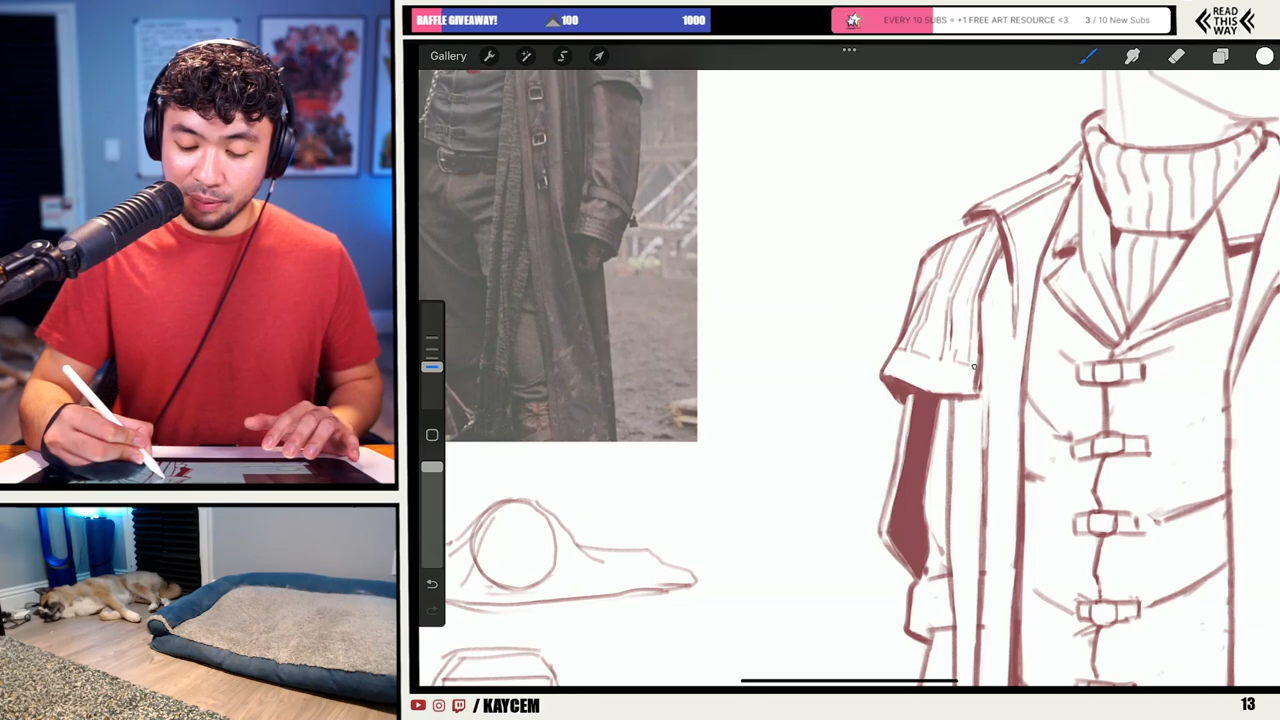 RAFFLE GIVEAWAY!
100
1000
EVERY 10 SUBS = +1 FREE ART RESOURCE <3
3 / 10 New Subs
READ
THIS
WAY
Gallery
/ KAYCEM
13